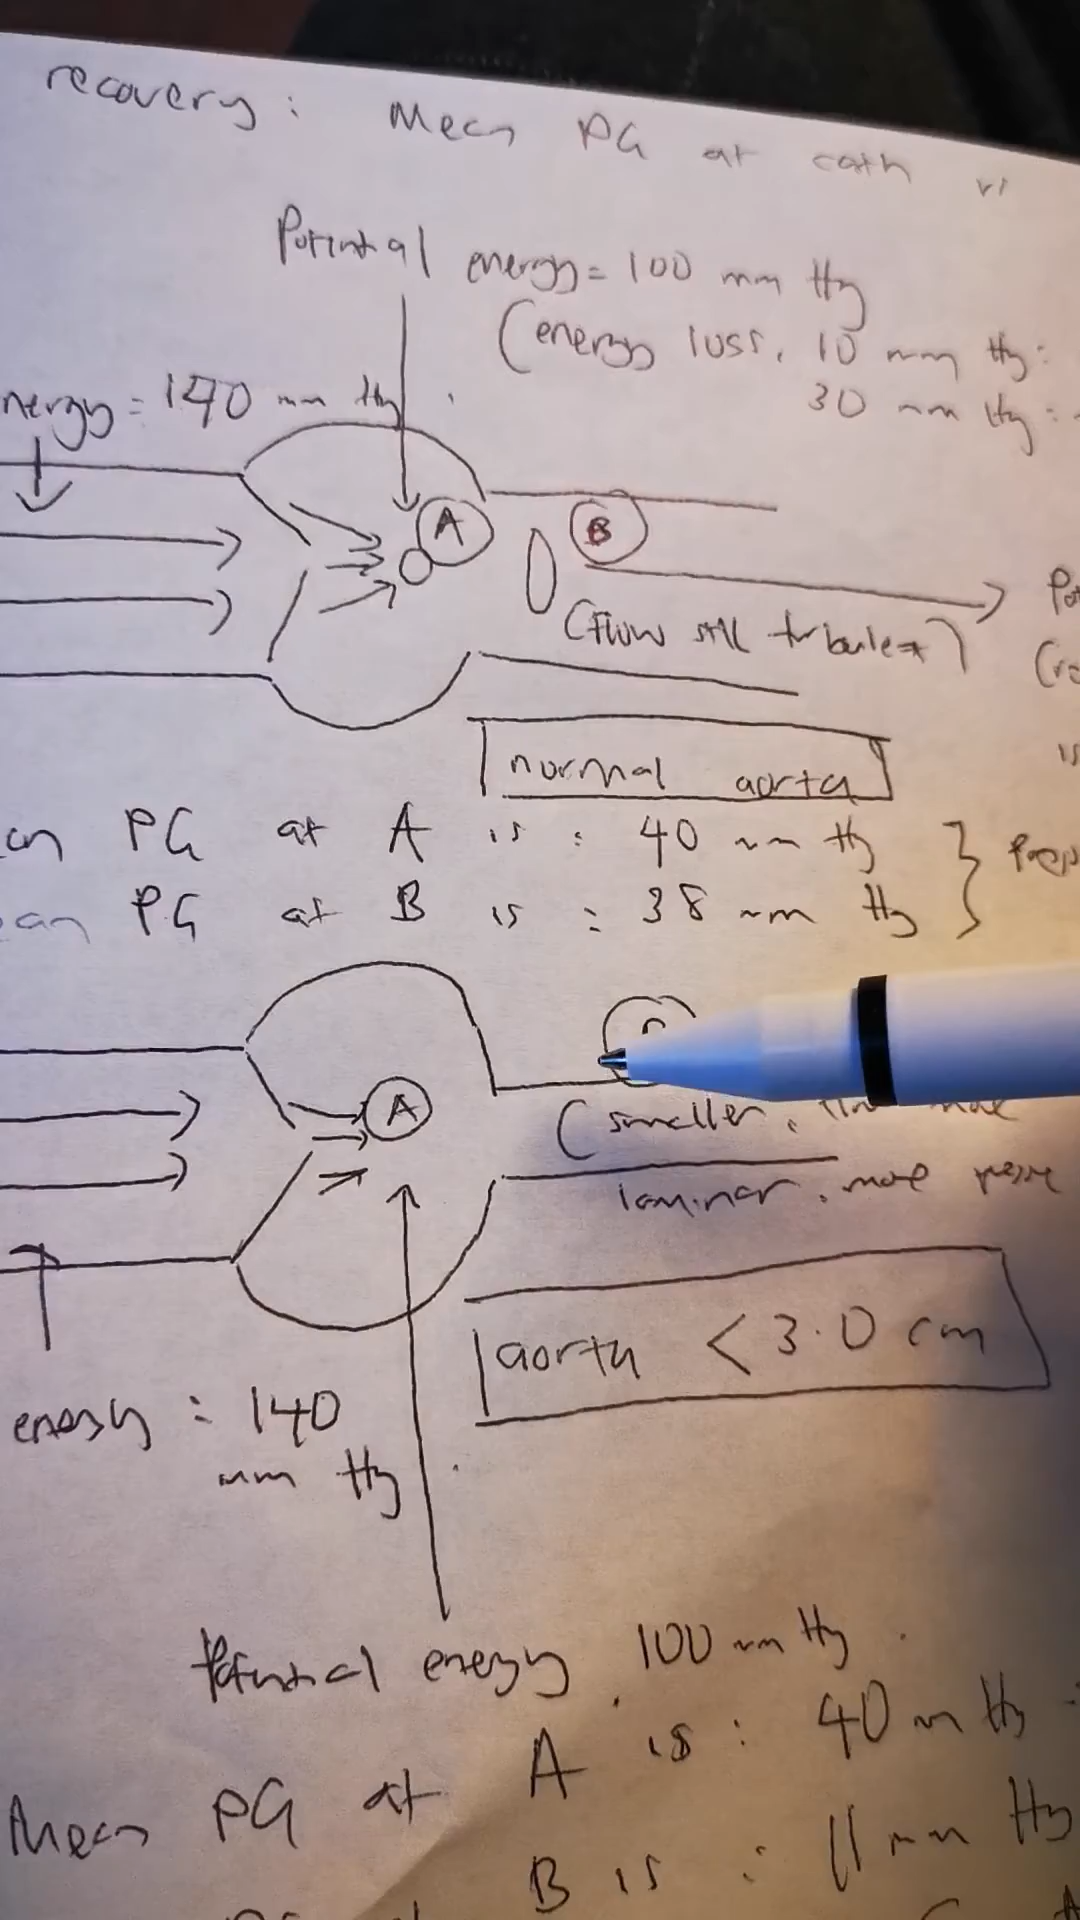 recovery: Mean PG at cath
Potential energy = 100 mm Hg
(energy loss, 10 mm Hg:
30 mm Hg:
nergy = 140 mm Hg
A
B
(Flow still turbulent)
normal aorta
an PG at A is : 40 mm Hg
ean PG at B is : 38 mm Hg
A
(smaller,
laminar, more
aorta < 3.0 cm
energy : 140
mm Hg
Potential energy 100 mm Hg.
Mean PG at A is : 40 mm Hg
B is : 11 mm Hg